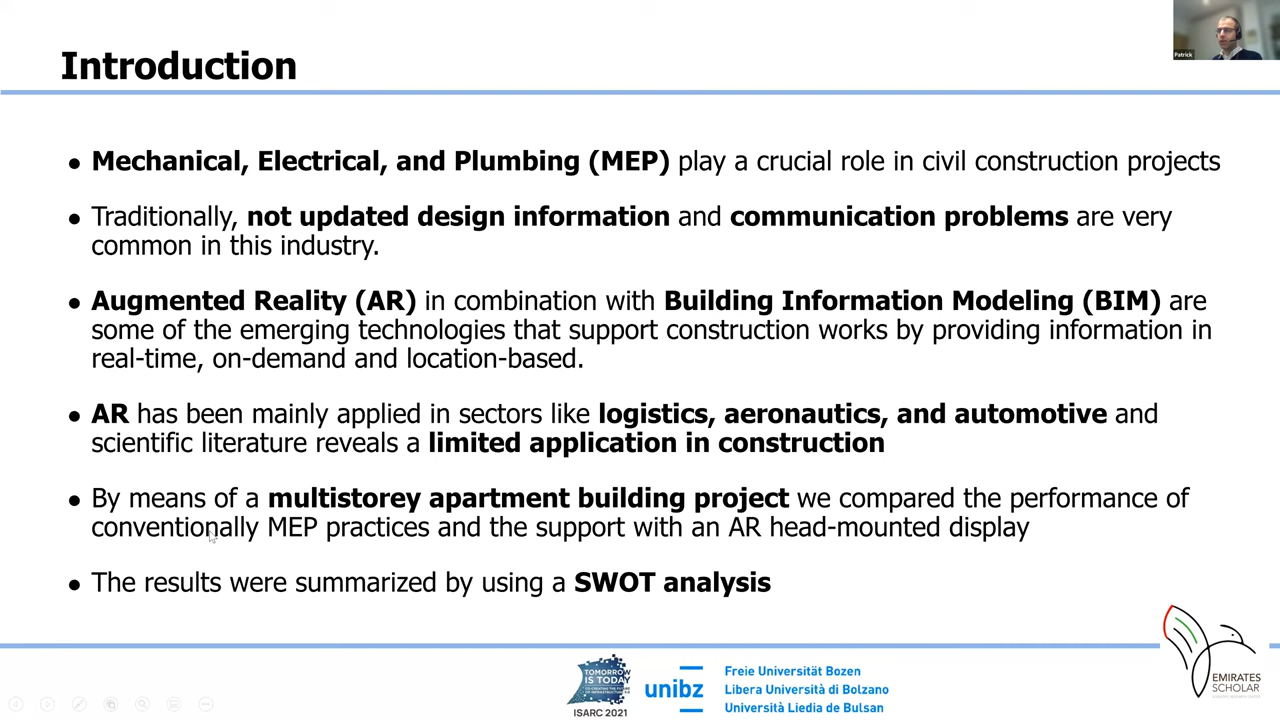 Patrick
Introduction
• Mechanical, Electrical, and Plumbing (MEP) play a crucial role in civil construction projects
• Traditionally, not updated design information and communication problems are very
common in this industry.
• Augmented Reality (AR) in combination with Building Information Modeling (BIM) are
some of the emerging technologies that support construction works by providing information in
real-time, on-demand and location-based.
• AR has been mainly applied in sectors like logistics, aeronautics, and automotive and
scientific literature reveals a limited application in construction
• By means of a multistorey apartment building project we compared the performance of
conventionally MEP practices and the support with an AR head-mounted display
• The results were summarized by using a SWOT analysis
TOMORROW
IS TODAY
ISARC 2021
unibz
Freie Universität Bozen
Libera Università di Bolzano
Università Liedia de Bulsan
EMIRATES
SCHOLAR